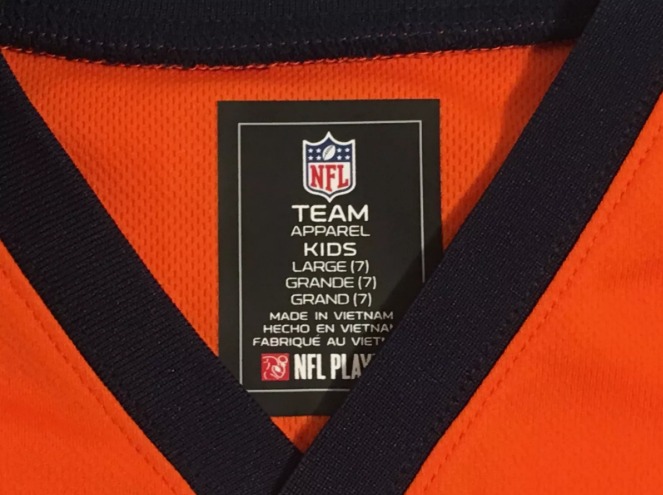 NFL
TEAM
APPAREL
KIDS
LARGE (7)
GRANDE (7)
GRAND (7)
MADE IN VIETNAM
HECHO EN
FABRIQUÉ AU
NFL